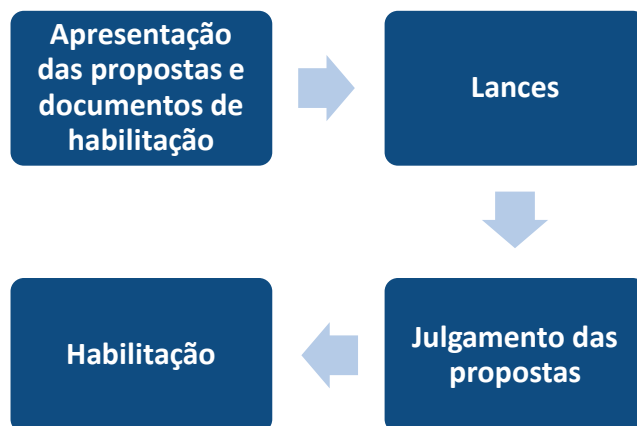 Apresentação
das propostas e
documentos de
habilitação
Lances
Julgamento das
propostas
Habilitação